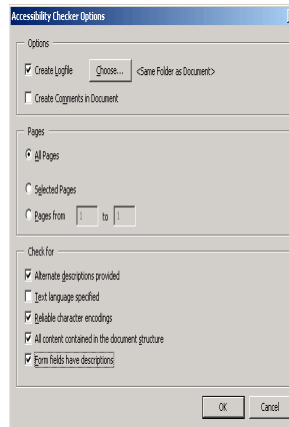 Accessibility Checker Options
Options
Create Logfile Choose... <Same Folder as Document>
Create Comments in Document
Pages
All Pages
Selected Pages
Pages from 1 to 1
Check for
Alternate descriptions provided
Text language specified
Reliable character encodings
All content contained in the document structure
Form fields have descriptions
OK Cancel